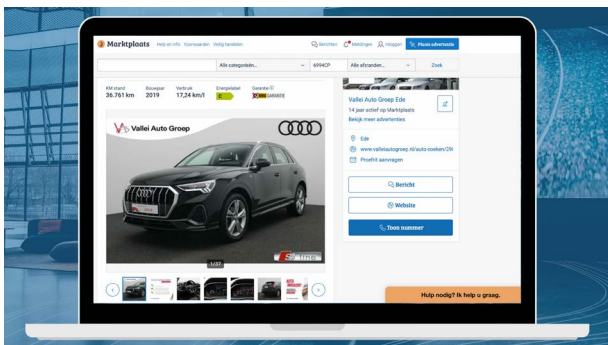 Marktplaats Help en info Voorwaarden Veilig handelen Berichten Meldingen Inloggen Plaats advertentie
Alle categorieën... 6994CP Alle afstanden... Zoek
KM stand Bouwjaar Verbruik Energielabel Garantie
36.761 km 2019 17,24 km/l C GARANTIE
Vallei Auto Groep
Vallei Auto Groep Ede
14 jaar actief op Marktplaats
Bekijk meer advertenties
Ede
www.valleiautogroep.nl/auto-zoeken/29
Proefrit aanvragen
Bericht
Website
Toon nummer
S line
1/37
Hulp nodig? Ik help u graag.